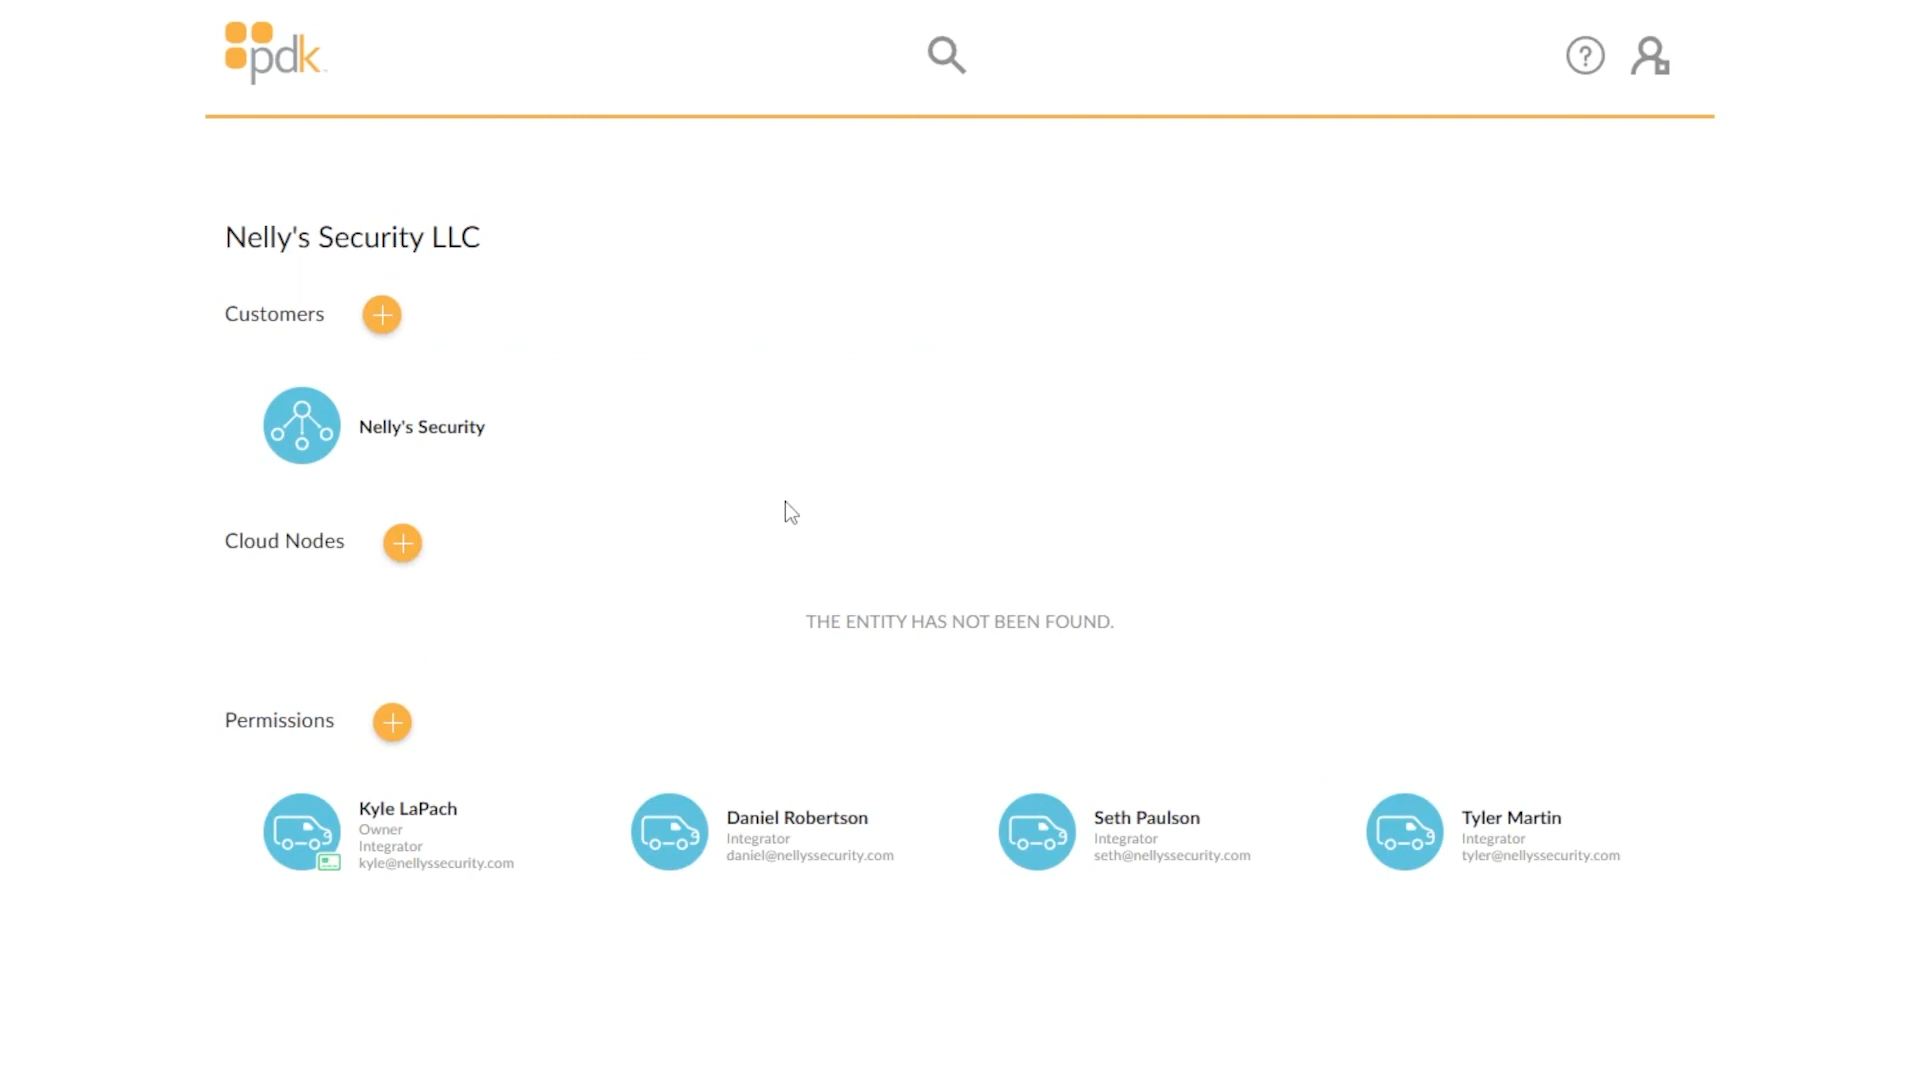 pdk
Nelly's Security LLC
Customers
Nelly's Security
Cloud Nodes
THE ENTITY HAS NOT BEEN FOUND.
Permissions
Kyle LaPach
Owner
Integrator
kyle@nellyssecurity.com
Daniel Robertson
Integrator
daniel@nellyssecurity.com
Seth Paulson
Integrator
seth@nellyssecurity.com
Tyler Martin
Integrator
tyler@nellyssecurity.com